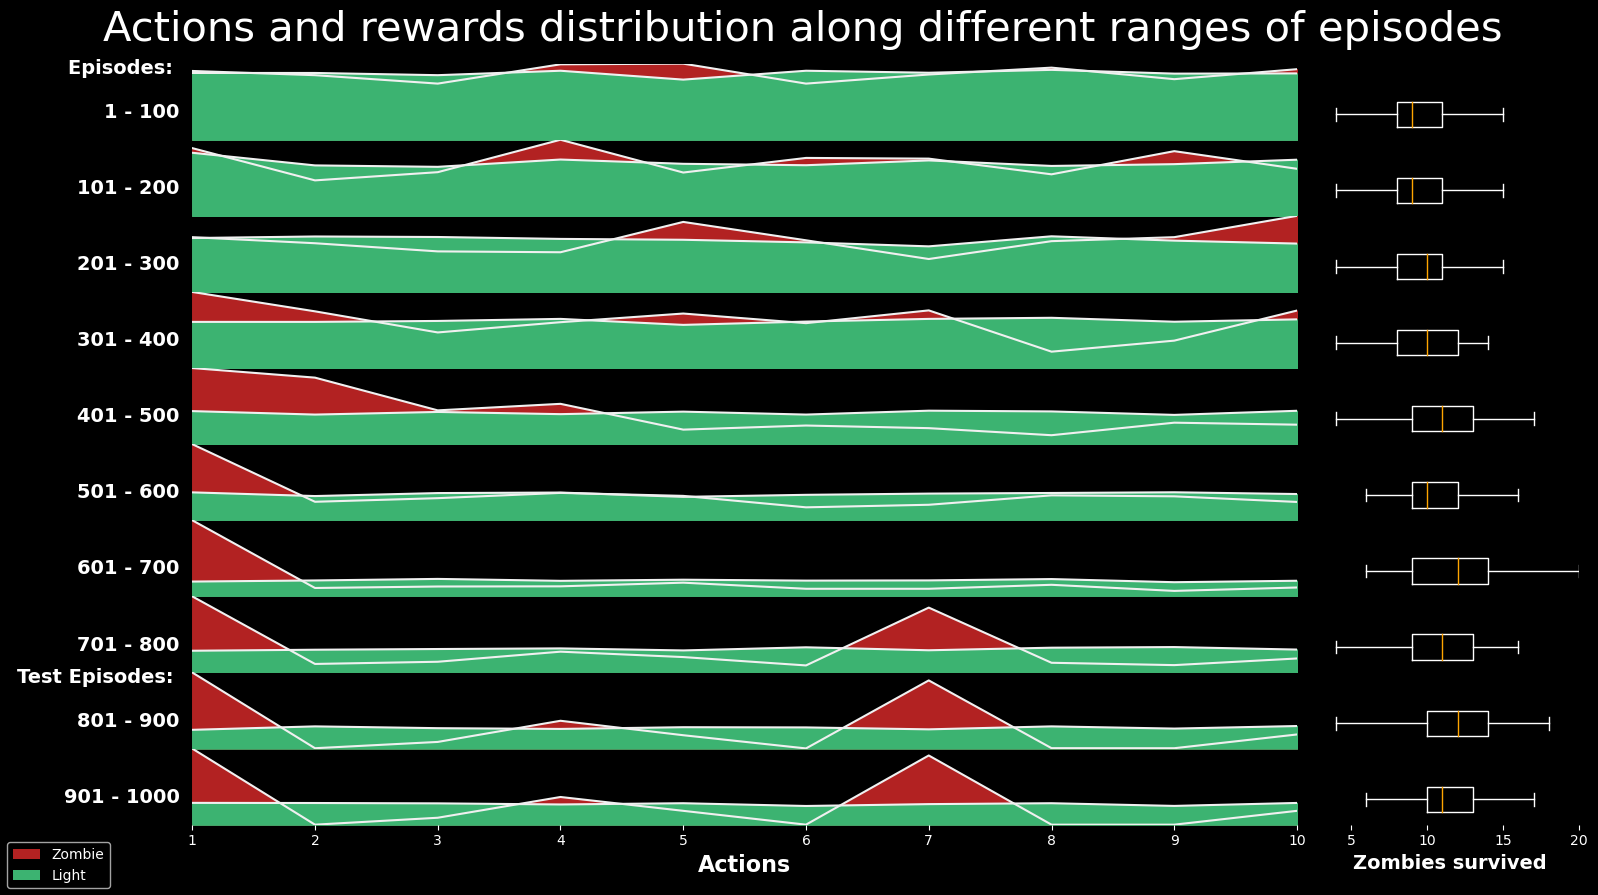 Actions and rewards distribution along different ranges of episodes
Episodes:
1 - 100
101 - 200
201 - 300
301 - 400
401 - 500
501 - 600
601 - 700
701 - 800
Test Episodes:
801 - 900
901 - 1000
1 2 3 4 5 6 7 8 9 10
5 10 15 20
Actions
Zombies survived
Zombie
Light